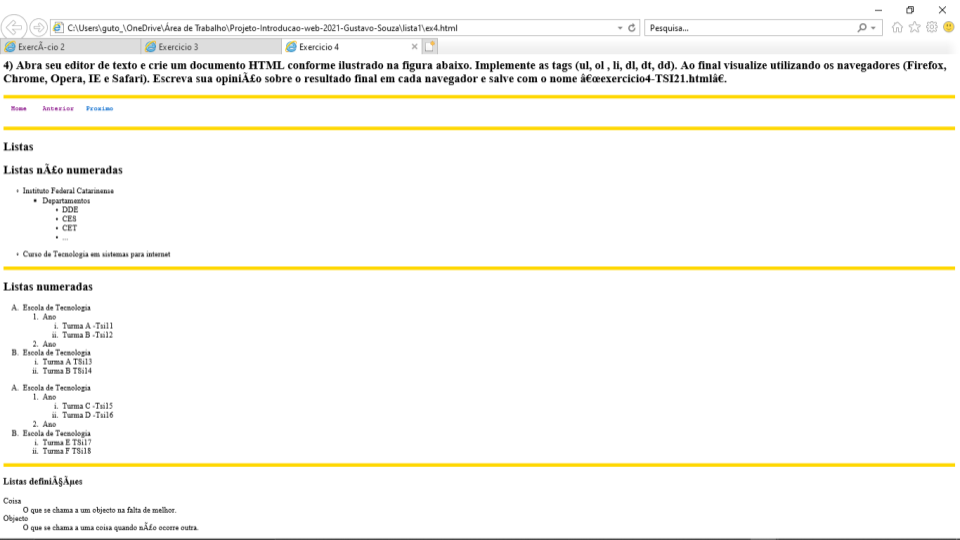 C:\Users\guto_\OneDrive\Área de Trabalho\Projeto-Introducao-web-2021-Gustavo-Souza\lista1\ex4.html
Pesquisa...
ExercÃ-cio 2
Exercicio 3
Exercicio 4
4) Abra seu editor de texto e crie um documento HTML conforme ilustrado na figura abaixo. Implemente as tags (ul, ol , li, dl, dt, dd). Ao final visualize utilizando os navegadores (Firefox,
Chrome, Opera, IE e Safari). Escreva sua opiniÃ£o sobre o resultado final em cada navegador e salve com o nome â€œexercicio4-TSI21.htmlâ€.
Home Anterior Proximo
Listas
Listas nÃ£o numeradas
Instituto Federal Catarinense
Departamentos
DDE
CES
CET
...
Curso de Tecnologia em sistemas para internet
Listas numeradas
A. Escola de Tecnologia
1. Ano
i. Turma A -Tsi11
ii. Turma B -Tsi12
2. Ano
B. Escola de Tecnologia
i. Turma A TSi13
ii. Turma B TSi14
A. Escola de Tecnologia
1. Ano
i. Turma C -Tsi15
ii. Turma D -Tsi16
2. Ano
B. Escola de Tecnologia
i. Turma E TSi17
ii. Turma F TSi18
Listas definiÃ§Ãµes
Coisa
O que se chama a um objecto na falta de melhor.
Objecto
O que se chama a uma coisa quando nÃ£o ocorre outra.